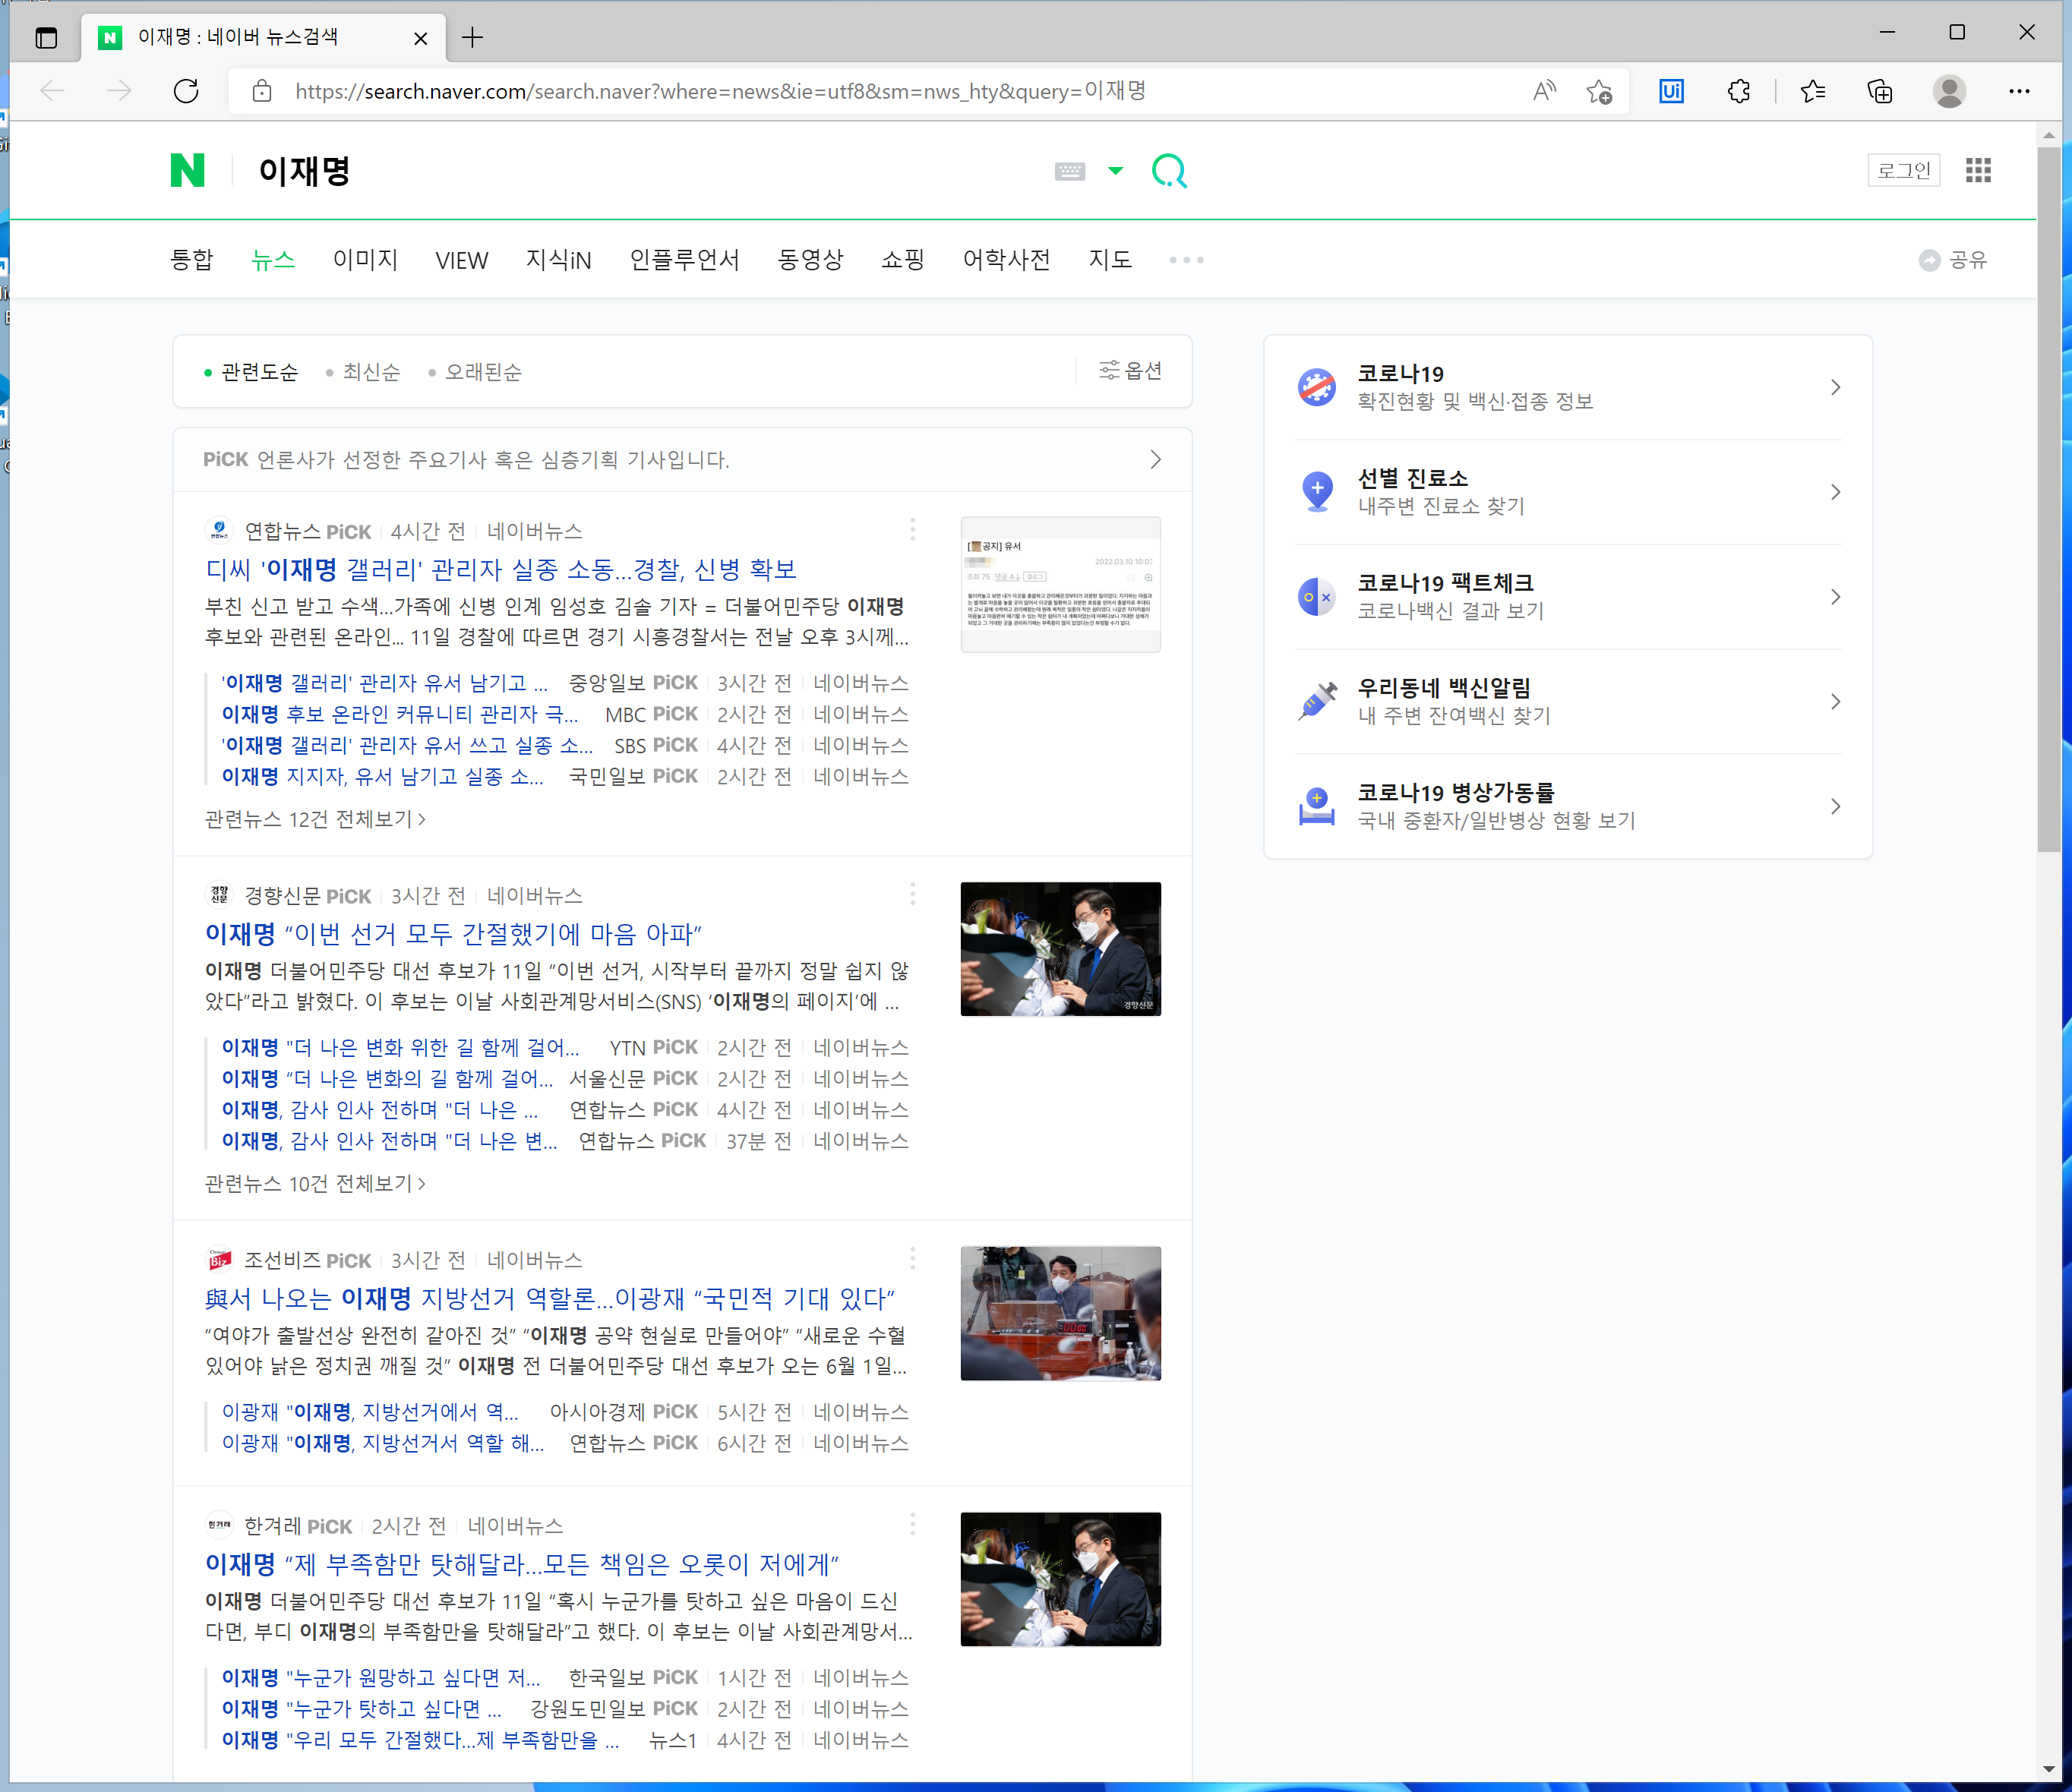 이재명 : 네이버 뉴스검색
https://search.naver.com/search.naver?where=news&ie=utf8&sm=nws_hty&query=이재명
N 이재명
로그인
통합 뉴스 이미지 VIEW 지식iN 인플루언서 동영상 쇼핑 어학사전 지도
공유
관련도순 최신순 오래된순 옵션
PiCK 언론사가 선정한 주요기사 혹은 심층기획 기사입니다.
연합뉴스 PiCK 4시간 전 네이버뉴스
디씨 '이재명 갤러리' 관리자 실종 소동...경찰, 신병 확보
부친 신고 받고 수색...가족에 신병 인계 임성호 김솔 기자 = 더불어민주당 이재명
후보와 관련된 온라인... 11일 경찰에 따르면 경기 시흥경찰서는 전날 오후 3시께...
[공지] 유서
'이재명 갤러리' 관리자 유서 남기고 ... 중앙일보 PiCK 3시간 전 네이버뉴스
이재명 후보 온라인 커뮤니티 관리자 극... MBC PiCK 2시간 전 네이버뉴스
'이재명 갤러리' 관리자 유서 쓰고 실종 소... SBS PiCK 4시간 전 네이버뉴스
이재명 지지자, 유서 남기고 실종 소... 국민일보 PiCK 2시간 전 네이버뉴스
관련뉴스 12건 전체보기
경향신문 PiCK 3시간 전 네이버뉴스
이재명 “이번 선거 모두 간절했기에 마음 아파”
이재명 더불어민주당 대선 후보가 11일 “이번 선거, 시작부터 끝까지 정말 쉽지 않
았다”라고 밝혔다. 이 후보는 이날 사회관계망서비스(SNS) ‘이재명의 페이지’에 ...
경향신문
이재명 "더 나은 변화 위한 길 함께 걸어... YTN PiCK 2시간 전 네이버뉴스
이재명 “더 나은 변화의 길 함께 걸어... 서울신문 PiCK 2시간 전 네이버뉴스
이재명, 감사 인사 전하며 "더 나은 ... 연합뉴스 PiCK 4시간 전 네이버뉴스
이재명, 감사 인사 전하며 "더 나은 변... 연합뉴스 PiCK 37분 전 네이버뉴스
관련뉴스 10건 전체보기
조선비즈 PiCK 3시간 전 네이버뉴스
與서 나오는 이재명 지방선거 역할론...이광재 “국민적 기대 있다”
“여야가 출발선상 완전히 같아진 것” “이재명 공약 현실로 만들어야” “새로운 수혈
있어야 낡은 정치권 깨질 것” 이재명 전 더불어민주당 대선 후보가 오는 6월 1일...
이광재 "이재명, 지방선거에서 역... 아시아경제 PiCK 5시간 전 네이버뉴스
이광재 "이재명, 지방선거서 역할 해... 연합뉴스 PiCK 6시간 전 네이버뉴스
한겨레 PiCK 2시간 전 네이버뉴스
이재명 “제 부족함만 탓해달라...모든 책임은 오롯이 저에게”
이재명 더불어민주당 대선 후보가 11일 “혹시 누군가를 탓하고 싶은 마음이 드신
다면, 부디 이재명의 부족함만을 탓해달라”고 했다. 이 후보는 이날 사회관계망서...
이재명 "누군가 원망하고 싶다면 저... 한국일보 PiCK 1시간 전 네이버뉴스
이재명 "누군가 탓하고 싶다면 ... 강원도민일보 PiCK 2시간 전 네이버뉴스
이재명 "우리 모두 간절했다...제 부족함만을 ... 뉴스1 4시간 전 네이버뉴스
코로나19
확진현황 및 백신·접종 정보
선별 진료소
내주변 진료소 찾기
코로나19 팩트체크
코로나백신 결과 보기
우리동네 백신알림
내 주변 잔여백신 찾기
코로나19 병상가동률
국내 중환자/일반병상 현황 보기